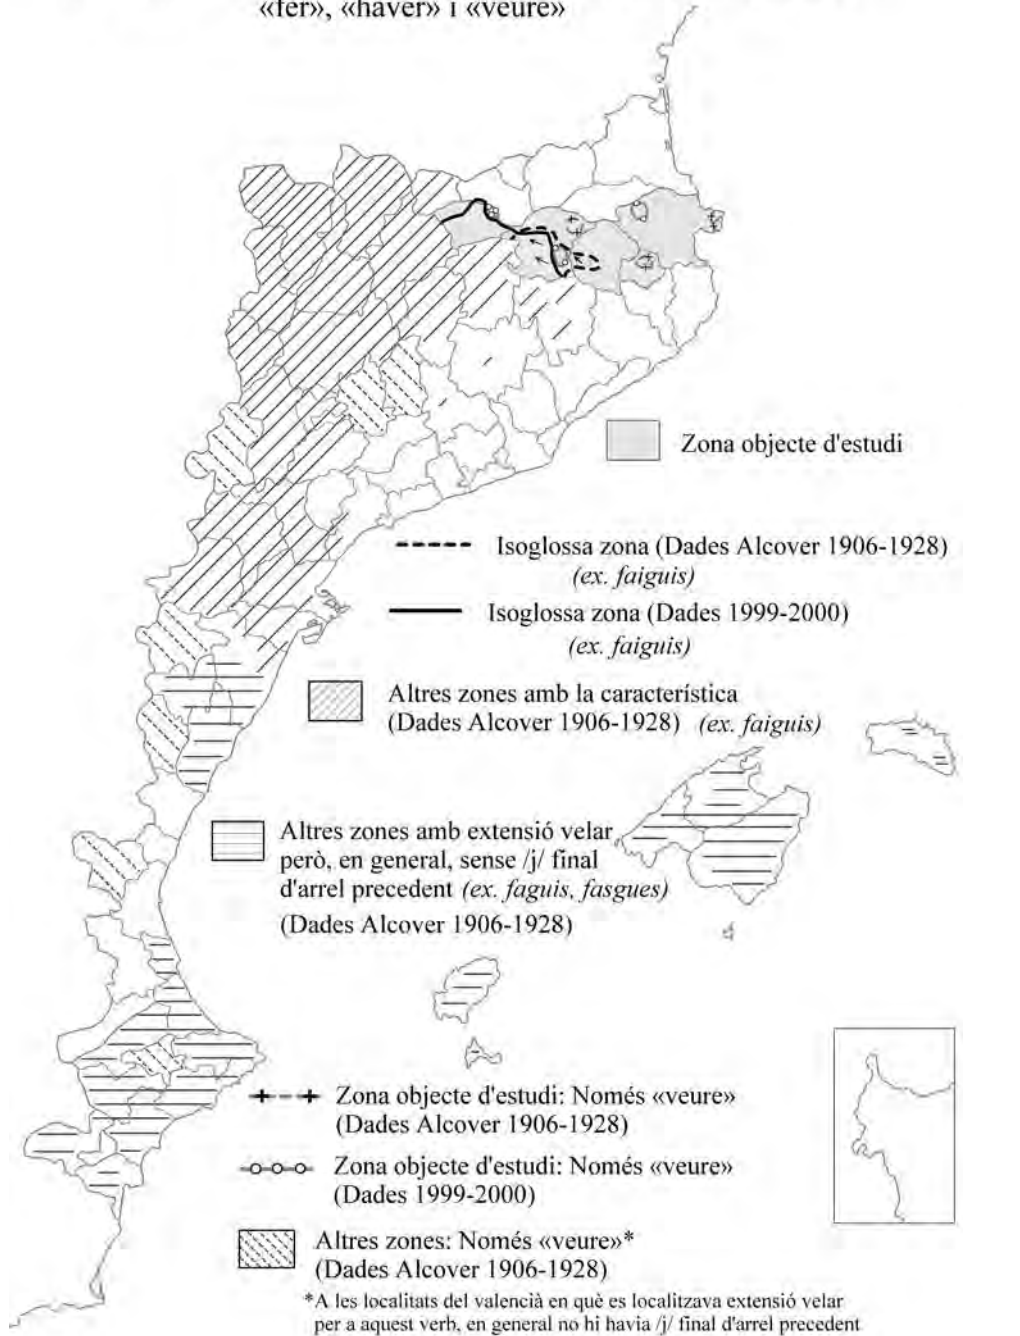 «fer», «haver» i «veure»
Zona objecte d'estudi
Isoglossa zona (Dades Alcover 1906-1928)
(ex. faiguis)
Isoglossa zona (Dades 1999-2000)
(ex. faiguis)
Altres zones amb la característica
(Dades Alcover 1906-1928) (ex. faiguis)
Altres zones amb extensió velar
però, en general, sense /j/ final
d'arrel precedent (ex. faguis, fasgues)
(Dades Alcover 1906-1928)
Zona objecte d'estudi: Només «veure»
(Dades Alcover 1906-1928)
Zona objecte d'estudi: Només «veure»
(Dades 1999-2000)
Altres zones: Només «veure»*
(Dades Alcover 1906-1928)
*A les localitats del valencià en què es localitzava extensió velar
per a aquest verb, en general no hi havia /j/ final d'arrel precedent